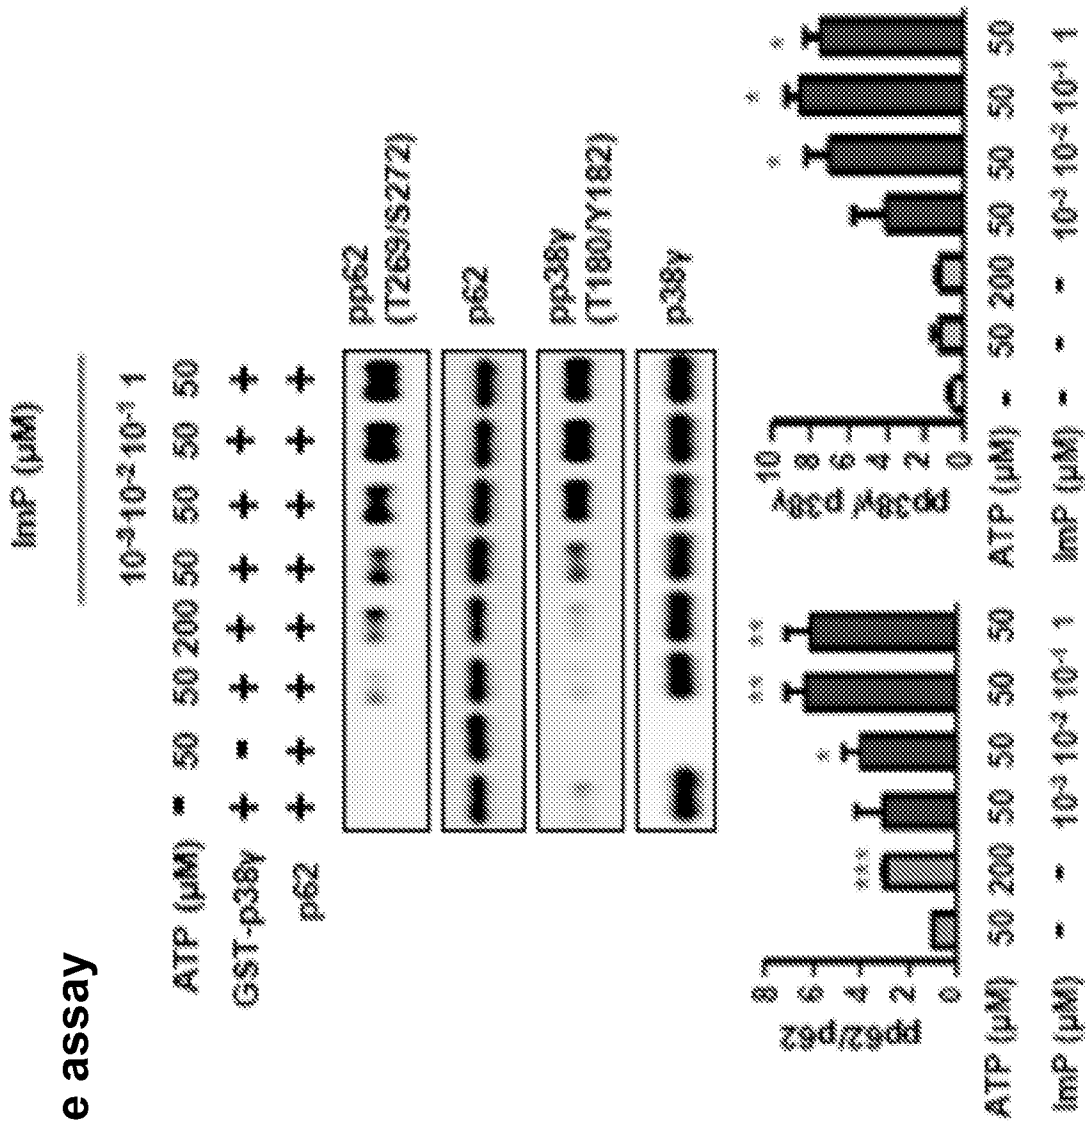 e assay
ImP (µM)
10⁻³ 10⁻² 10⁻¹ 1
ATP (µM) - 50 50 200 50 50 50 50
GST-p38γ + - + + + + + +
p62 + + + + + + + +
pp62
(T269/S272)
p62
pp38γ
(T180/Y182)
p38γ
pp62/p62
8
6
4
2
0
***
*
**
**
ATP (µM) 50 200 50 50 50 50
ImP (µM) - - 10⁻³ 10⁻² 10⁻¹ 1
pp38γ/ p38γ
10
8
6
4
2
0
*
*
*
ATP (µM) - 50 200 50 50 50 50
ImP (µM) - - - 10⁻³ 10⁻² 10⁻¹ 1